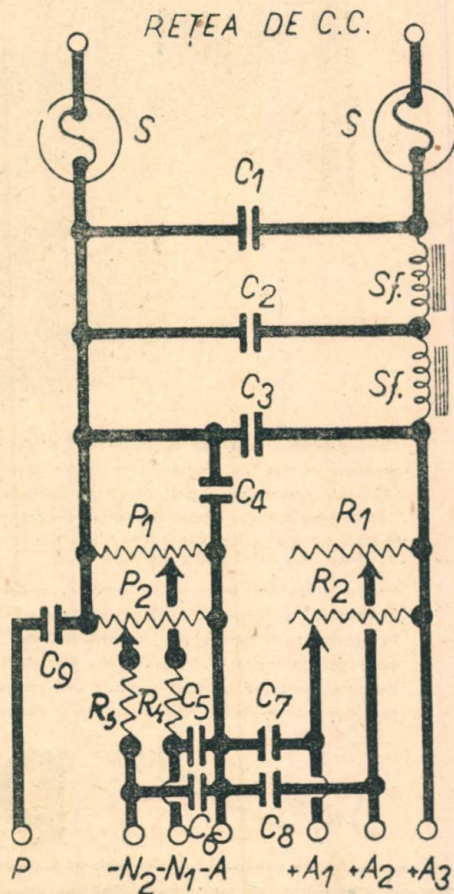 REȚEA DE C.C.
S S
C1
Sf.
C2
Sf.
C3
C4
P1 R1
P2 R2
C9
R3 R4 C5 C7
C6 C8
P -N2 -N1 -A +A1 +A2 +A3